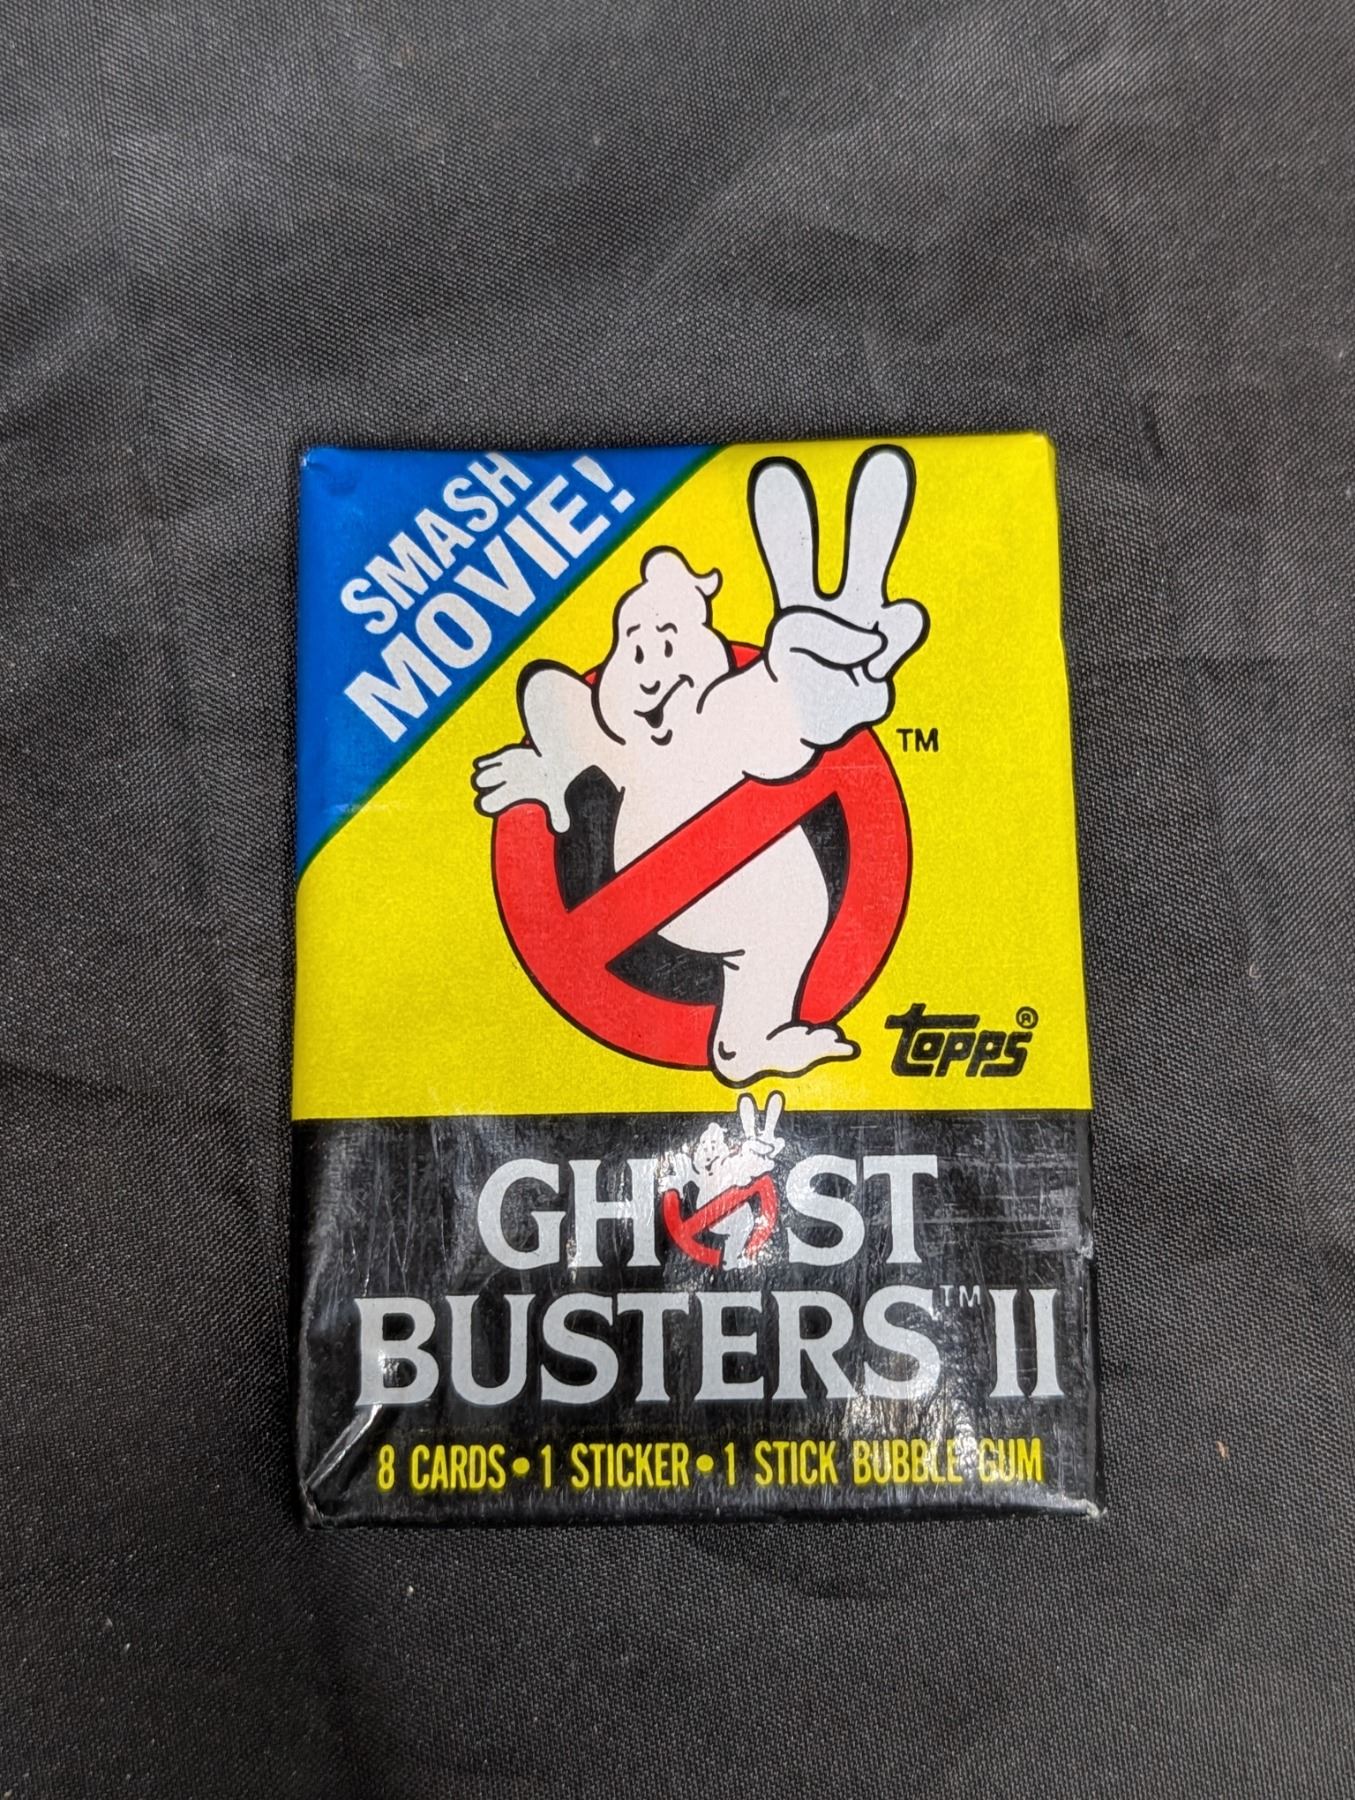 SMASH
MOVIE!
TM
topps®
GHOST
BUSTERS™ II
8 CARDS • 1 STICKER • 1 STICK BUBBLE GUM